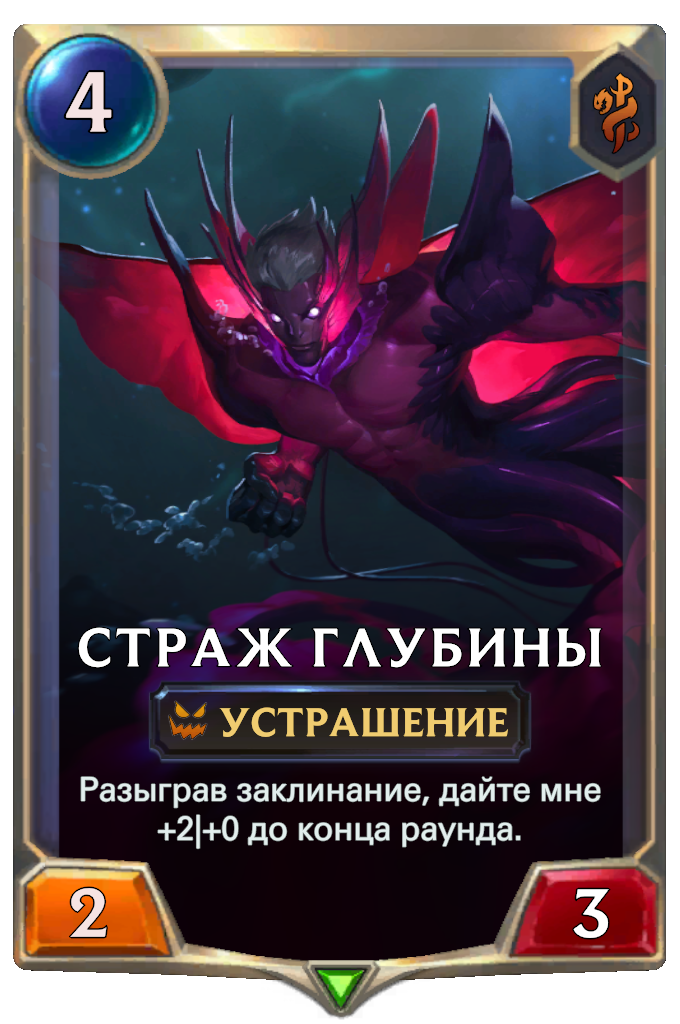 4
СТРАЖ ГЛУБИНЫ
УСТРАШЕНИЕ
Разыграв заклинание, дайте мне
+2|+0 до конца раунда.
2
3